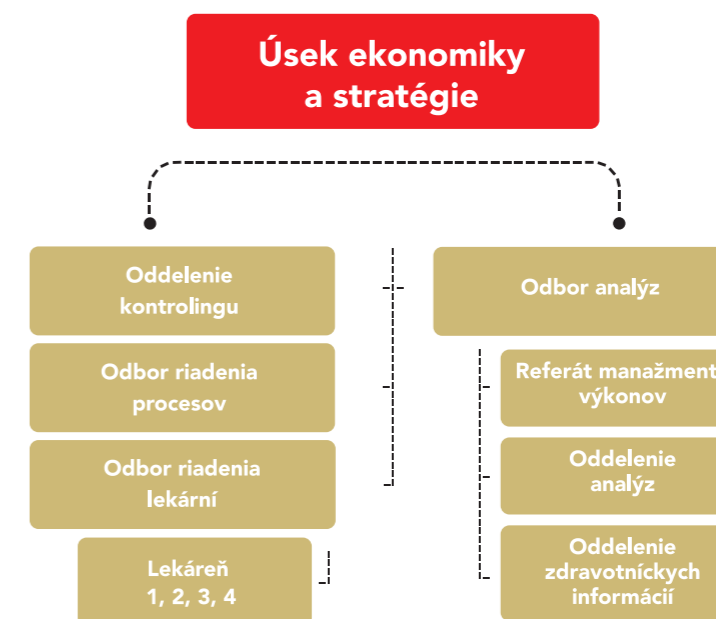 Úsek ekonomiky
a stratégie
Oddelenie
kontrolingu
Odbor riadenia
procesov
Odbor riadenia
lekární
Lekáreň
1, 2, 3, 4
Odbor analýz
Referát manažment
výkonov
Oddelenie
analýz
Oddelenie
zdravotníckych
informácií